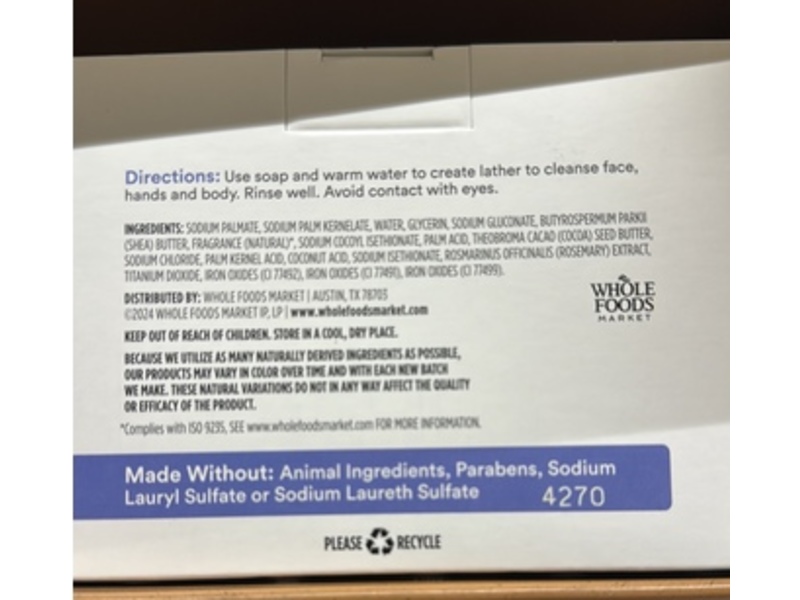 Directions: Use soap and warm water to create lather to cleanse face,
hands and body. Rinse well. Avoid contact with eyes.
INGREDIENTS: SODIUM PALMATE, SODIUM PALM KERNELATE, WATER, GLYCERIN, SODIUM GLUCONATE, BUTYROSPERMUM PARKII
(SHEA) BUTTER, FRAGRANCE (NATURAL)*, SODIUM COCOYL ISETHIONATE, PALM ACID, THEOBROMA CACAO (COCOA) SEED BUTTER,
SODIUM CHLORIDE, PALM KERNEL ACID, COCONUT ACID, SODIUM ISETHIONATE, ROSMARINUS OFFICINALIS (ROSEMARY) EXTRACT,
TITANIUM DIOXIDE, IRON OXIDES (CI 77492), IRON OXIDES (CI 77491), IRON OXIDES (CI 77499).
DISTRIBUTED BY: WHOLE FOODS MARKET | AUSTIN, TX 78703
©2024 WHOLE FOODS MARKET IP, LP | www.wholefoodsmarket.com
WHOLE
FOODS
MARKET
KEEP OUT OF REACH OF CHILDREN. STORE IN A COOL, DRY PLACE.
BECAUSE WE UTILIZE AS MANY NATURALLY DERIVED INGREDIENTS AS POSSIBLE,
OUR PRODUCTS MAY VARY IN COLOR OVER TIME AND WITH EACH NEW BATCH
WE MAKE. THESE NATURAL VARIATIONS DO NOT IN ANY WAY AFFECT THE QUALITY
OR EFFICACY OF THE PRODUCT.
*Complies with ISO 9235, SEE www.wholefoodsmarket.com FOR MORE INFORMATION.
Made Without: Animal Ingredients, Parabens, Sodium
Lauryl Sulfate or Sodium Laureth Sulfate 4270
PLEASE RECYCLE